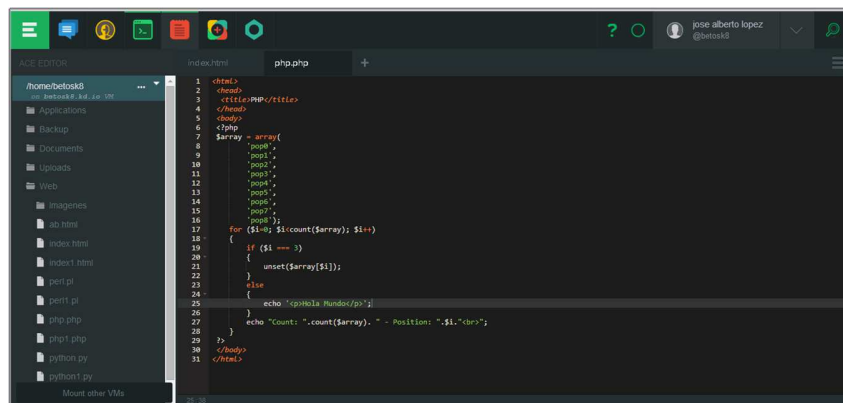 ? jose alberto lopez
@betosk8
ACE EDITOR
index.html php.php +
/home/betosk8 ...
on betosk8.kd.io VM
Applications
Backup
Documents
Uploads
Web
Imagenes
ab.html
index.html
index1.html
perl.pl
perl1.pl
php.php
php1.php
python.py
python1.py
Mount other VMs
1 <html>
2 <head>
3 <title>PHP</title>
4 </head>
5 <body>
6 <?php
7 $array = array(
8 'pop0',
9 'pop1',
10 'pop2',
11 'pop3',
12 'pop4',
13 'pop5',
14 'pop6',
15 'pop7',
16 'pop8');
17 for ($i=0; $i<count($array); $i++)
18 {
19 if ($i === 3)
20 {
21 unset($array[$i]);
22 }
23 else
24 {
25 echo '<p>Hola Mundo</p>';
26 }
27 echo "Count: ".count($array). " - Position: ".$i."<br>";
28 }
29 ?>
30 </body>
31 </html>
25:38